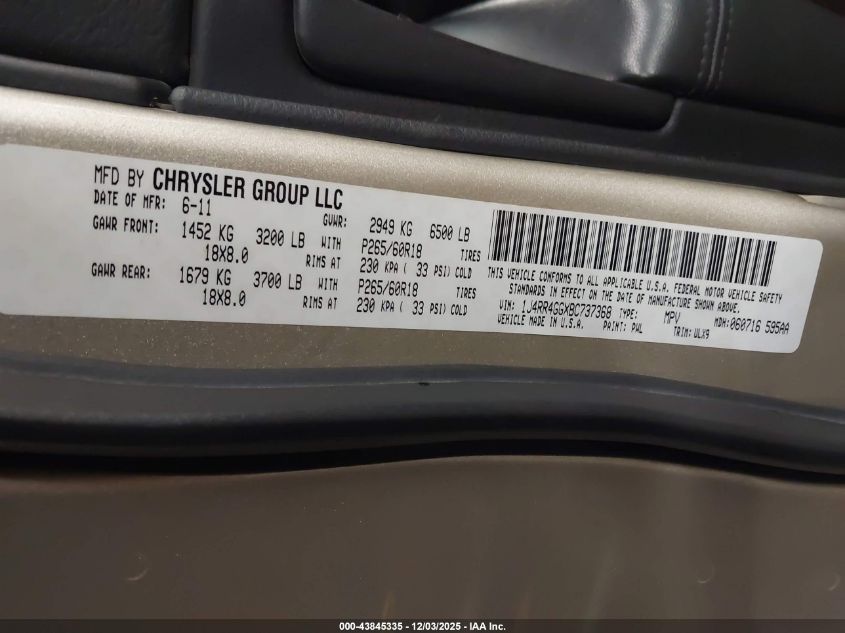 MFD BY CHRYSLER GROUP LLC
DATE OF MFR: 6-11 GVWR: 2949 KG 6500 LB
GAWR FRONT: 1452 KG 3200 LB WITH P265/60R18 TIRES
18X8.0 RIMS AT 230 KPA ( 33 PSI) COLD
GAWR REAR: 1679 KG 3700 LB WITH P265/60R18 TIRES
18X8.0 RIMS AT 230 KPA ( 33 PSI) COLD
THIS VEHICLE CONFORMS TO ALL APPLICABLE U.S.A. FEDERAL MOTOR VEHICLE SAFETY
STANDARDS IN EFFECT ON THE DATE OF MANUFACTURE SHOWN ABOVE.
VIN: 1J4RR4GGXBC737368 TYPE: MPV MDH: 060716 595AA
VEHICLE MADE IN U.S.A. PAINT: PWL TRIM: ULX9
000-43845335 - 12/03/2025 - IAA Inc.